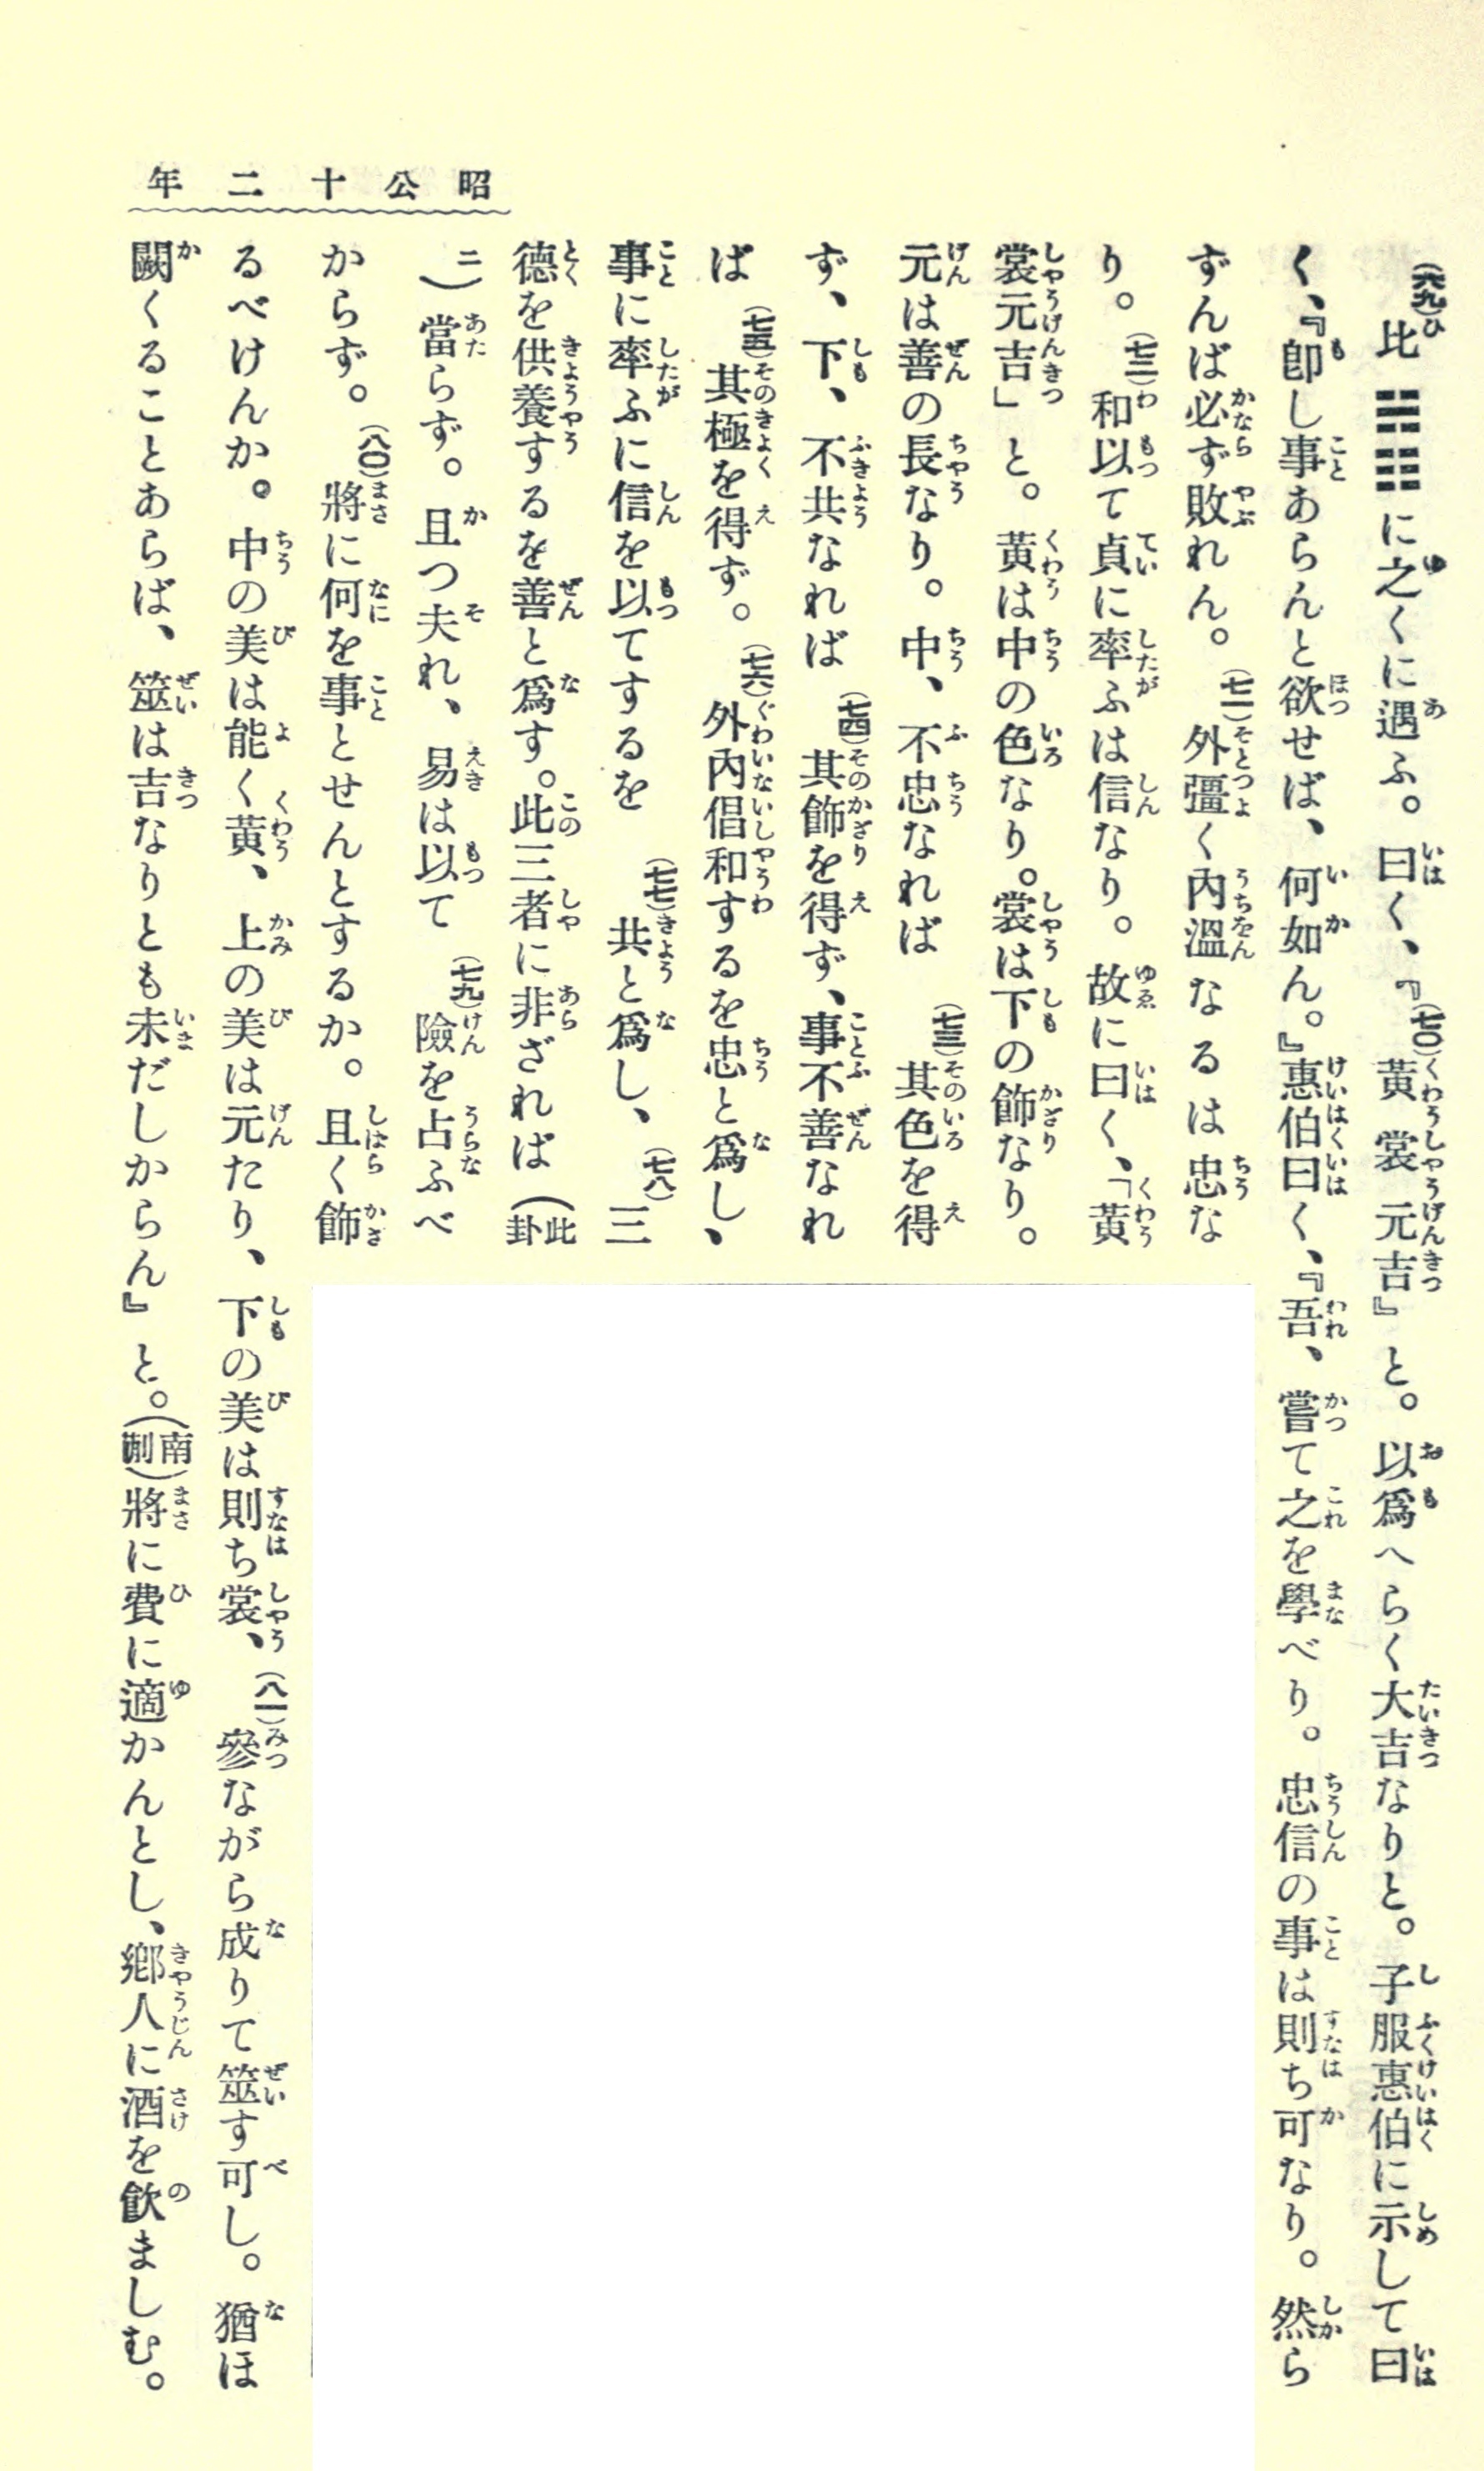 昭公十二年
(六九)比䷇に之くに遇ふ。曰く、『(七〇)黃裳元吉』と。以爲へらく大吉なりと。子服惠伯に示して曰
く、『卽し事あらんと欲せば、何如ん。』惠伯曰く、『吾、嘗て之を學べり。忠信の事は則ち可なり。然ら
ずんば必ず敗れん。(七一)外彊く內溫なるは忠な
り。(七二)和以て貞に率ふは信なり。故に曰く、「黃
裳元吉」と。黃は中の色なり。裳は下の飾なり。
元は善の長なり。中、不忠なれば(七三)其色を得
ず、下、不共なれば(七四)其飾を得ず、事不善なれ
ば(七五)其極を得ず。(七六)外內倡和するを忠と爲し、
事に率ふに信を以てするを(七七)共と爲し、(七八)三
德を供養するを善と爲す。此三者に非ざれば(此卦
ニ)當らず。且つ夫れ、易は以て(七九)險を占ふべ
からず。(八〇)將に何を事とせんとするか。且く飾
るべけんか。中の美は能く黃、上の美は元たり、下の美は則ち裳、(八一)參ながら成りて筮す可し。猶ほ
闕くることあらば、筮は吉なりとも未だしからん』と。(南蒯)將に費に適かんとし、鄕人に酒を飮ましむ。